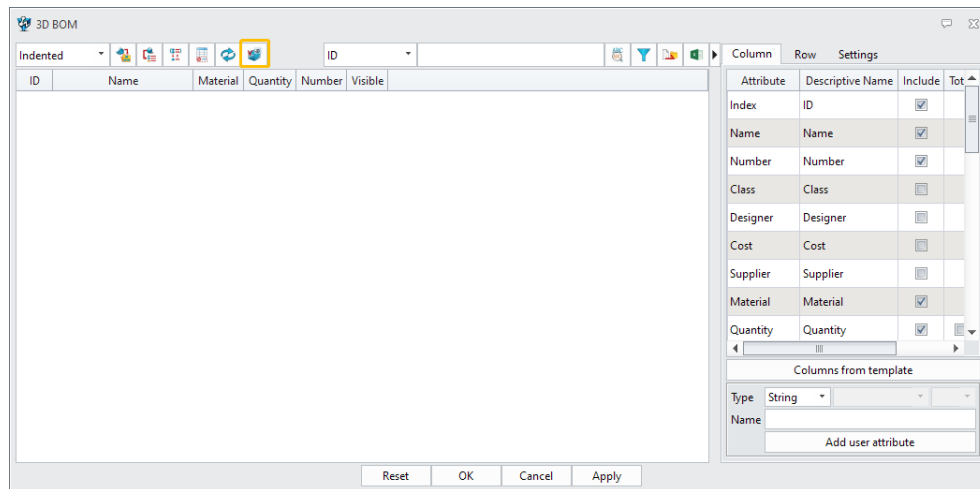 3D BOM
Indented ID Column Row Settings
ID Name Material Quantity Number Visible
Attribute Descriptive Name Include Tot
Index ID
Name Name
Number Number
Class Class
Designer Designer
Cost Cost
Supplier Supplier
Material Material
Quantity Quantity
Columns from template
Type String
Name
Add user attribute
Reset OK Cancel Apply